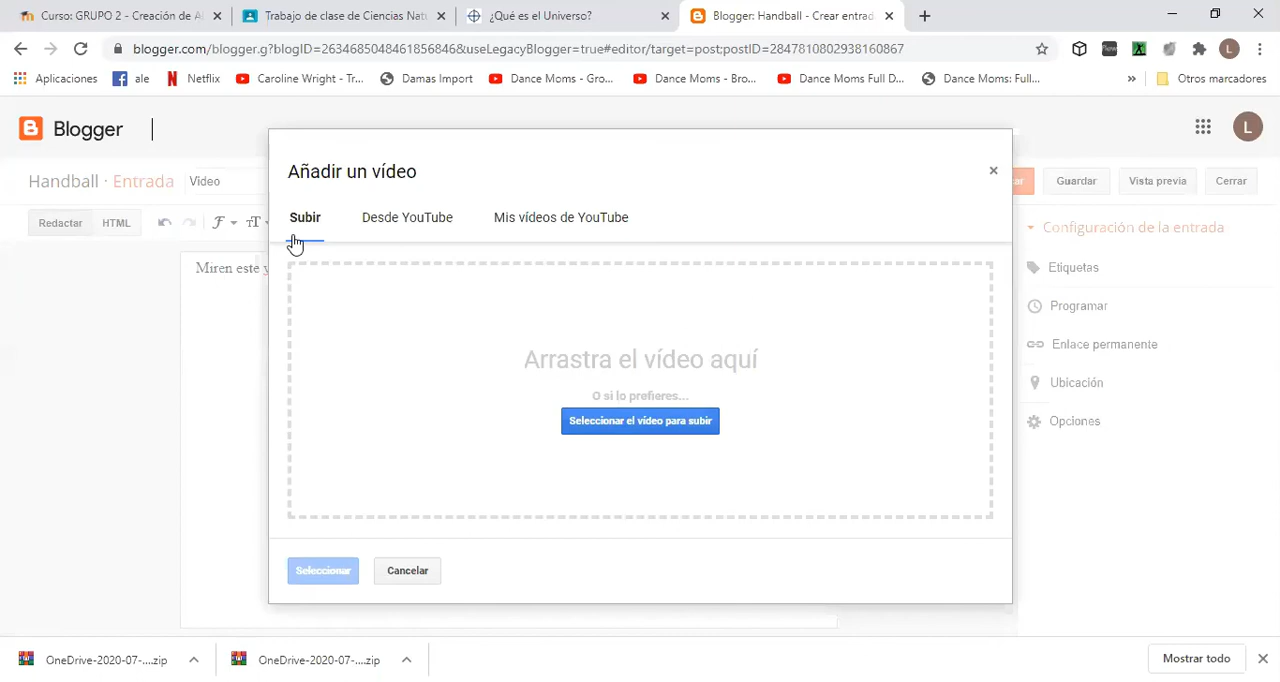 Curso: GRUPO 2 - Creación de A
Trabajo de clase de Ciencias Natu
¿Qué es el Universo?
Blogger: Handball - Crear entrad
blogger.com/blogger.g?blogID=2634685048461856846&useLegacyBlogger=true#editor/target=post;postID=2847810802938160867
L
Aplicaciones
ale
Netflix
Caroline Wright - Tr...
Damas Import
Dance Moms - Gro...
Dance Moms - Bro...
Dance Moms Full D...
Dance Moms: Full...
»
Otros marcadores
Blogger
L
Añadir un vídeo
Handball · Entrada
Video
ar
Guardar
Vista previa
Cerrar
Subir
Desde YouTube
Mis vídeos de YouTube
Redactar
HTML
Configuración de la entrada
Miren este y
Etiquetas
Programar
Enlace permanente
Arrastra el vídeo aquí
Ubicación
O si lo prefieres...
Seleccionar el vídeo para subir
Opciones
Seleccionar
Cancelar
OneDrive-2020-07-....zip
OneDrive-2020-07-....zip
Mostrar todo